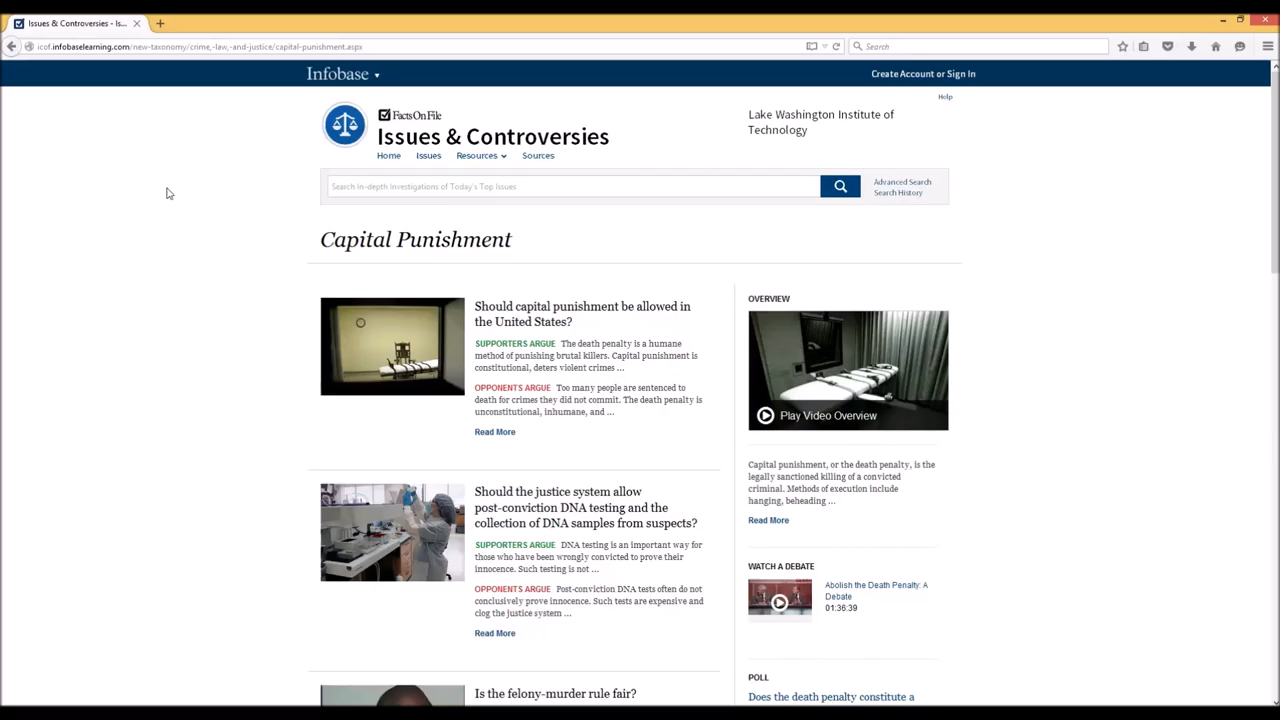 Issues & Controversies - Is...
icof.infobaselearning.com/new-taxonomy/crime,-law,-and-justice/capital-punishment.aspx
Search
Infobase
Create Account or Sign In
Help
Facts On File
Issues & Controversies
Lake Washington Institute of
Technology
Home Issues Resources Sources
Search In-depth Investigations of Today's Top Issues
Advanced Search
Search History
Capital Punishment
Should capital punishment be allowed in
the United States?
SUPPORTERS ARGUE The death penalty is a humane
method of punishing brutal killers. Capital punishment is
constitutional, deters violent crimes ...
OPPONENTS ARGUE Too many people are sentenced to
death for crimes they did not commit. The death penalty is
unconstitutional, inhumane, and ...
Read More
Should the justice system allow
post-conviction DNA testing and the
collection of DNA samples from suspects?
SUPPORTERS ARGUE DNA testing is an important way for
those who have been wrongly convicted to prove their
innocence. Such testing is not ...
OPPONENTS ARGUE Post-conviction DNA tests often do not
conclusively prove innocence. Such tests are expensive and
clog the justice system ...
Read More
Is the felony-murder rule fair?
OVERVIEW
Play Video Overview
Capital punishment, or the death penalty, is the
legally sanctioned killing of a convicted
criminal. Methods of execution include
hanging, beheading ...
Read More
WATCH A DEBATE
Abolish the Death Penalty: A
Debate
01:36:39
POLL
Does the death penalty constitute a